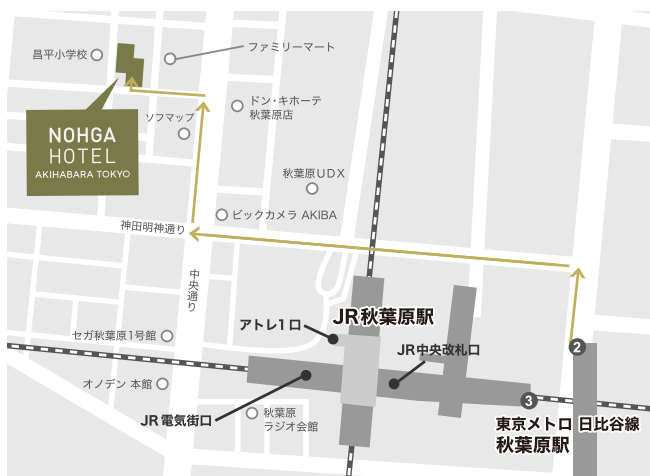 昌平小学校
ファミリーマート
ドン・キホーテ
秋葉原店
ソフマップ
NOHGA
HOTEL
AKIHABARA TOKYO
秋葉原UDX
ビックカメラ AKIBA
神田明神通り
中央通り
アトレ1口
JR秋葉原駅
セガ秋葉原1号館
JR中央改札口
2
オノデン 本館
3
JR電気街口
秋葉原
ラジオ会館
東京メトロ 日比谷線
秋葉原駅